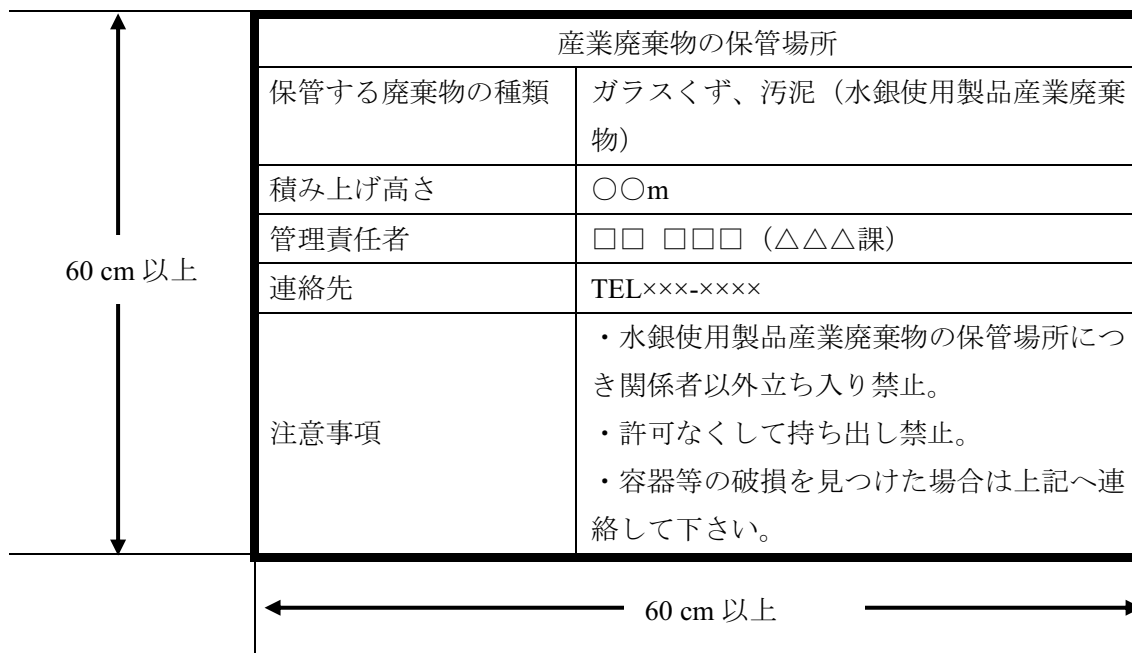 産業廃棄物の保管場所
保管する廃棄物の種類
ガラスくず、汚泥（水銀使用製品産業廃棄
物）
積み上げ高さ
○○m
管理責任者
□□ □□□（△△△課）
連絡先
TEL×××-××××
注意事項
・水銀使用製品産業廃棄物の保管場所につ
き関係者以外立ち入り禁止。
・許可なくして持ち出し禁止。
・容器等の破損を見つけた場合は上記へ連
絡して下さい。
60 cm 以上
60 cm 以上